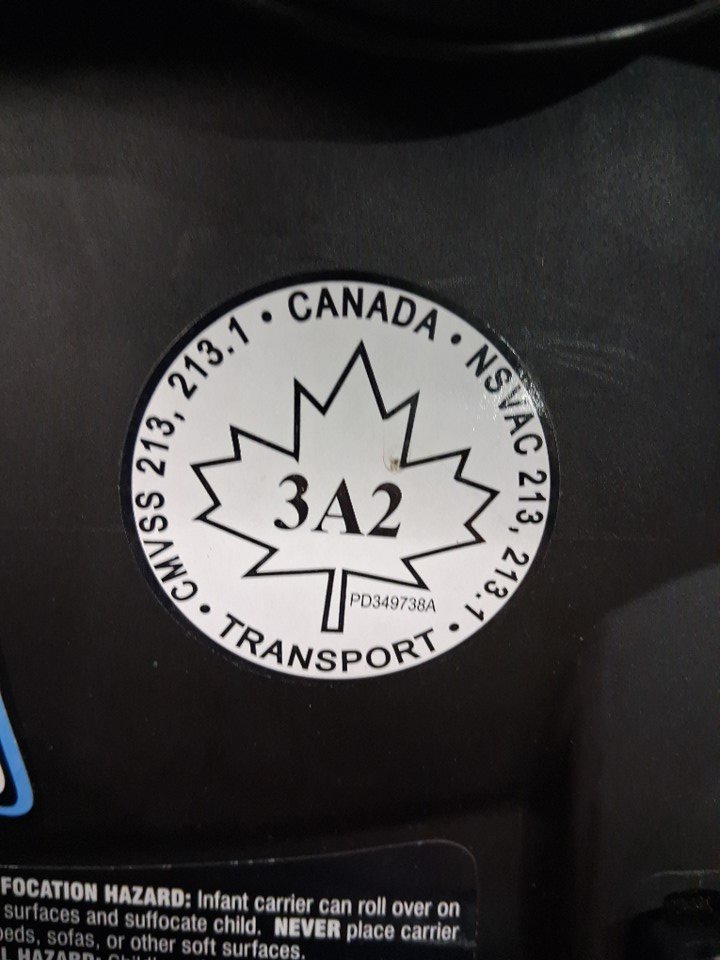 • CANADA •
CMVSS 213, 213.1
NSVAC 213, 213.1
3A2
PD349738A
• TRANSPORT •
FOCATION HAZARD: Infant carrier can roll over on
surfaces and suffocate child. NEVER place carrier
beds, sofas, or other soft surfaces.
HAZARD: